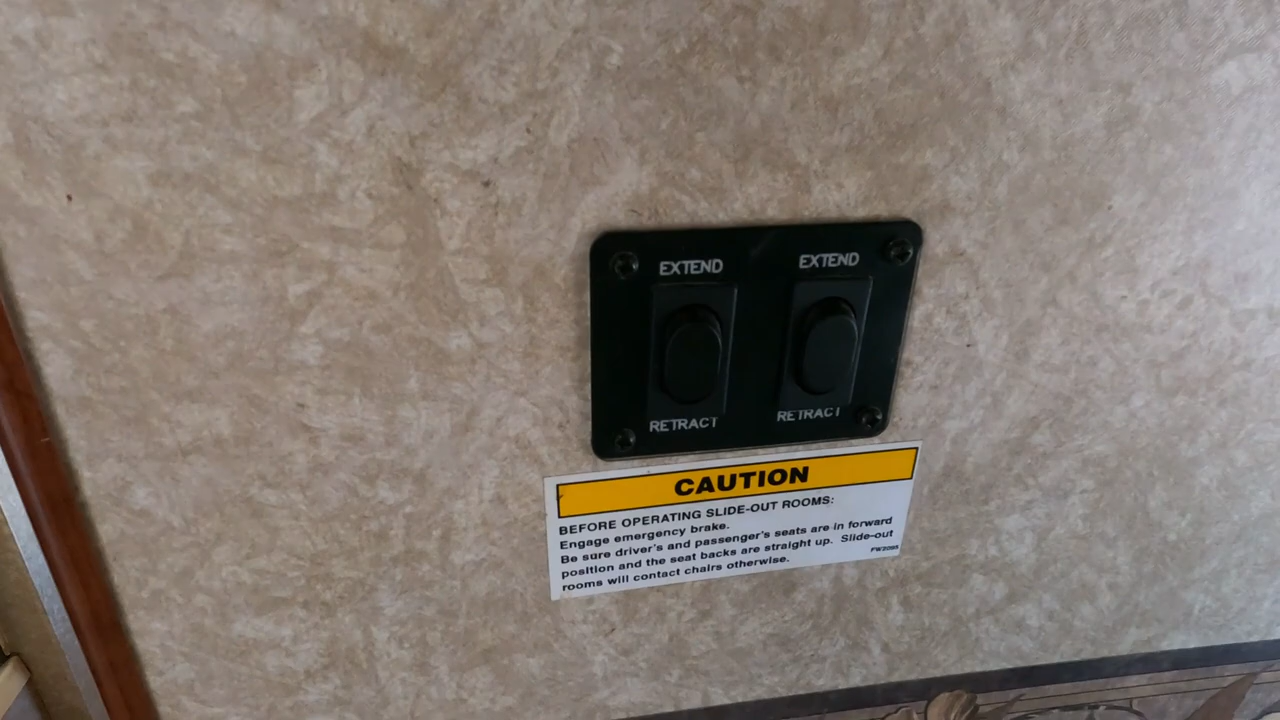 EXTEND EXTEND
RETRACT RETRACT
CAUTION
BEFORE OPERATING SLIDE-OUT ROOMS:
Engage emergency brake.
Be sure driver's and passenger's seats are in forward
position and the seat backs are straight up. Slide-out
rooms will contact chairs otherwise.